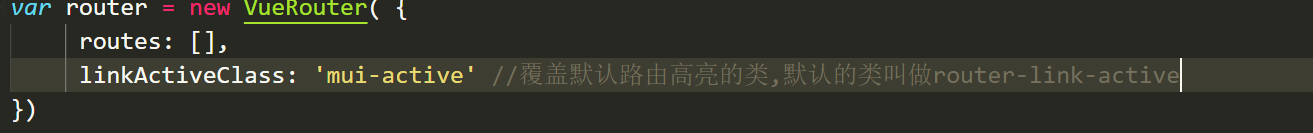 var router = new VueRouter( {
routes: [],
linkActiveClass: 'mui-active' //覆盖默认路由高亮的类,默认的类叫做router-link-active
})